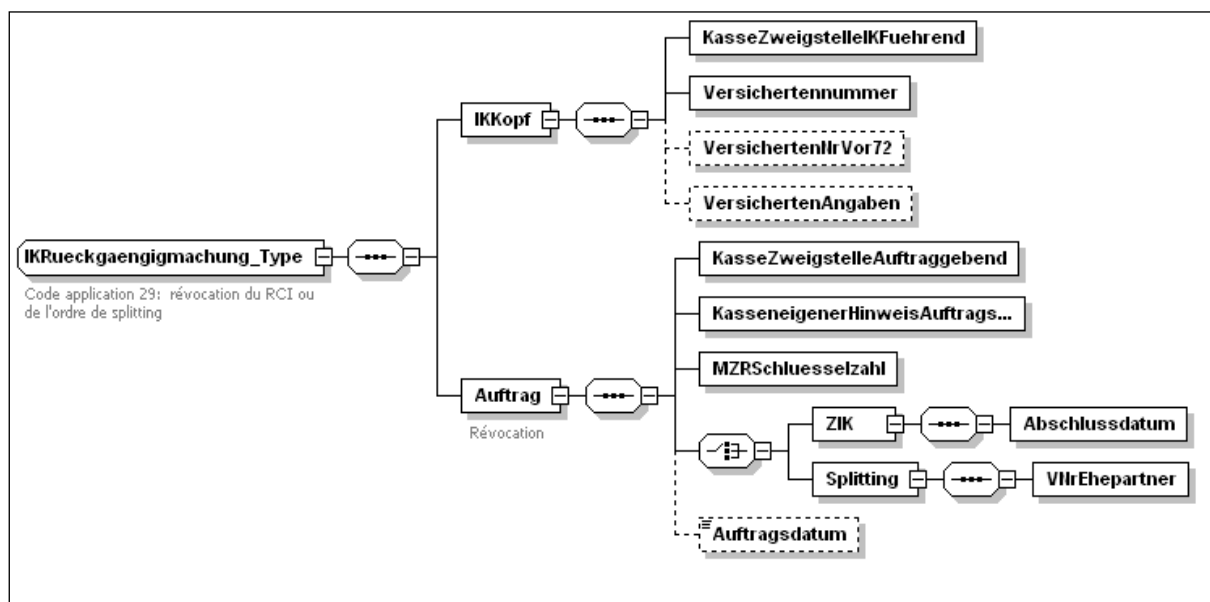 KasseZweigstelleIKFuehrend
IKKopf
Versichertennummer
VersichertenNrVor72
VersichertenAngaben
IKRueckgaengigmachung_Type
Code application 29:  révocation du RCI ou
de l'ordre de splitting
KasseZweigstelleAuftraggebend
KasseneigenerHinweisAuftrags...
MZRSchluesselzahl
Auftrag
Révocation
ZIK
Abschlussdatum
Splitting
VNrEhepartner
Auftragsdatum